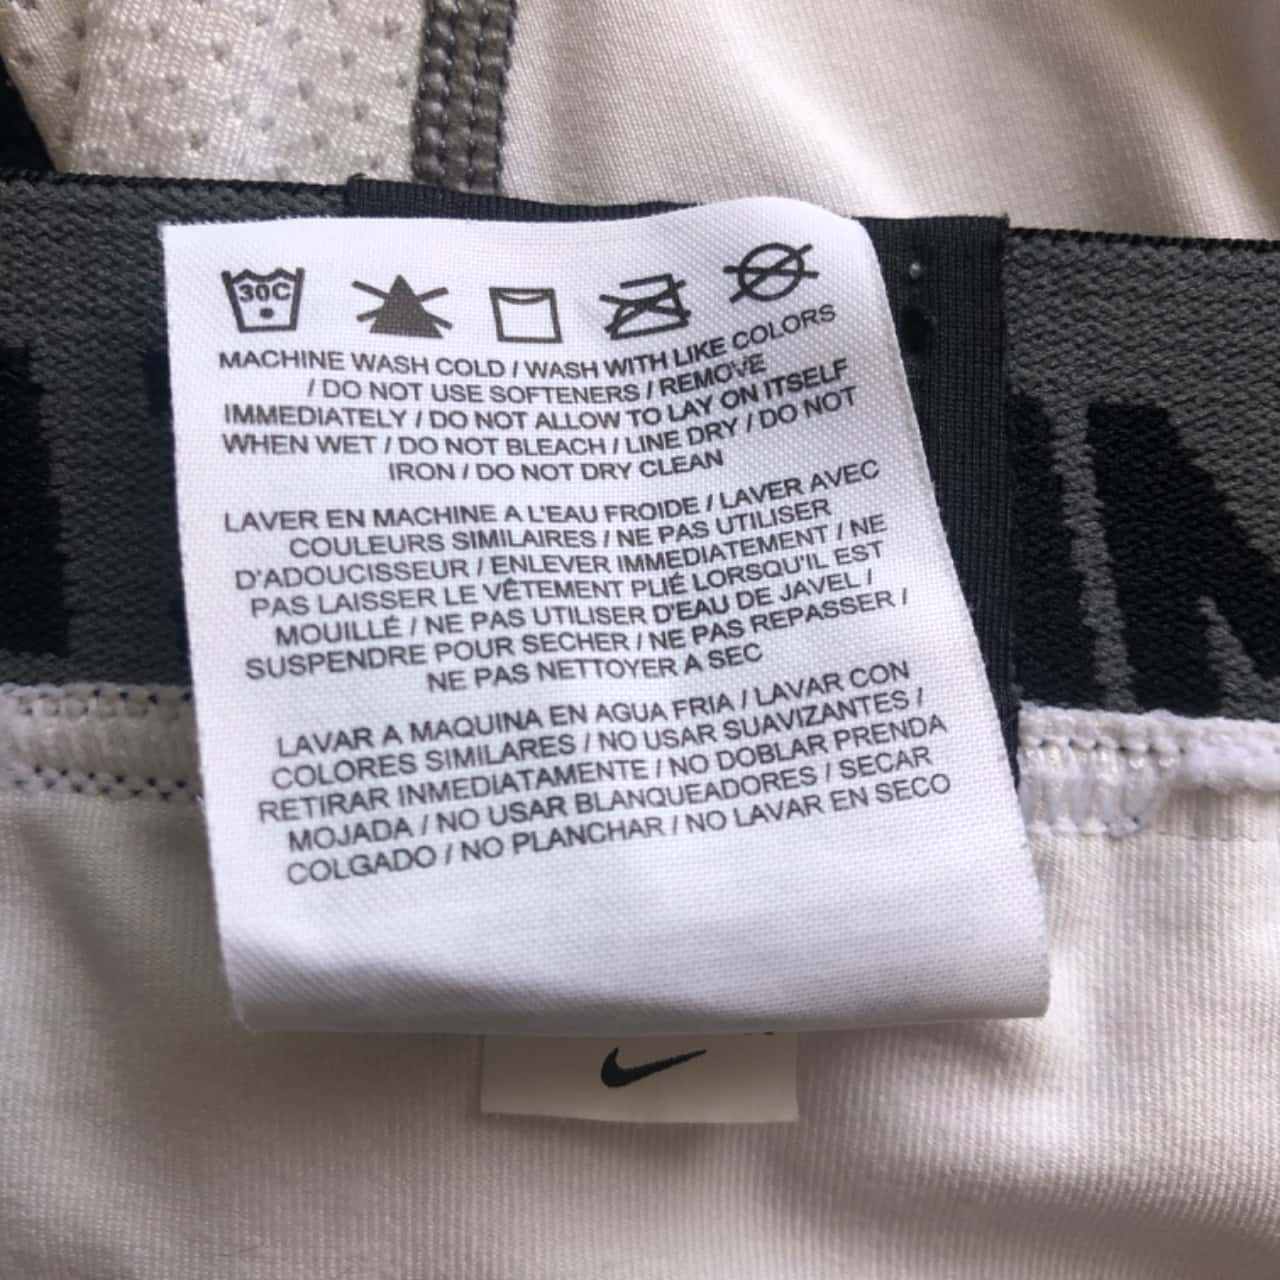 30C
MACHINE WASH COLD / WASH WITH LIKE COLORS
/ DO NOT USE SOFTENERS / REMOVE
IMMEDIATELY / DO NOT ALLOW TO LAY ON ITSELF
WHEN WET / DO NOT BLEACH / LINE DRY / DO NOT
IRON / DO NOT DRY CLEAN
LAVER EN MACHINE A L'EAU FROIDE / LAVER AVEC
COULEURS SIMILAIRES / NE PAS UTILISER
D'ADOUCISSEUR / ENLEVER IMMEDIATEMENT / NE
PAS LAISSER LE VÊTEMENT PLIÉ LORSQU'IL EST
MOUILLÉ / NE PAS UTILISER D'EAU DE JAVEL /
SUSPENDRE POUR SECHER / NE PAS REPASSER /
NE PAS NETTOYER A SEC
LAVAR A MAQUINA EN AGUA FRIA / LAVAR CON
COLORES SIMILARES / NO USAR SUAVIZANTES /
RETIRAR INMEDIATAMENTE / NO DOBLAR PRENDA
MOJADA / NO USAR BLANQUEADORES / SECAR
COLGADO / NO PLANCHAR / NO LAVAR EN SECO